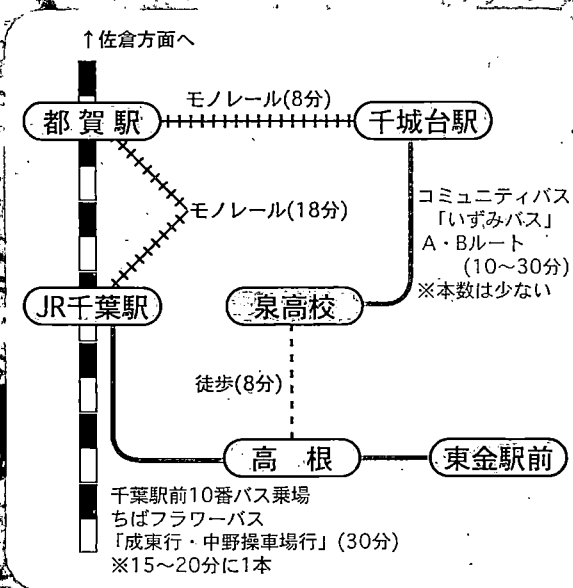 ↑佐倉方面へ
モノレール(8分)
都賀駅
千城台駅
コミュニティバス
「いずみバス」
A・Bルート
(10〜30分)
※本数は少ない
モノレール(18分)
JR千葉駅
泉高校
徒歩(8分)
高根
東金駅前
千葉駅前10番バス乗場
ちばフラワーバス
「成東行・中野操車場行」(30分)
※15〜20分に1本